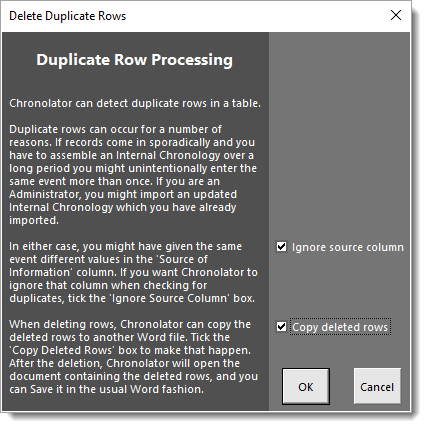 Delete Duplicate Rows
Duplicate Row Processing
Chronolator can detect duplicate rows in a table.
Duplicate rows can occur for a number of
reasons. If records come in sporadically and you
have to assemble an Internal Chronology over a
long period you might unintentionally enter the
same event more than once. If you are an
Administrator, you might import an updated
Internal Chronology which you have already
imported.
In either case, you might have given the same
event different values in the 'Source of
Information' column. If you want Chronolator to
ignore that column when checking for
duplicates, tick the 'Ignore Source Column' box.
Ignore source column
When deleting rows, Chronolator can copy the
deleted rows to another Word file. Tick the
'Copy Deleted Rows' box to make that happen.
After the deletion, Chronolator will open the
document containing the deleted rows, and you
can Save it in the usual Word fashion.
Copy deleted rows
OK
Cancel